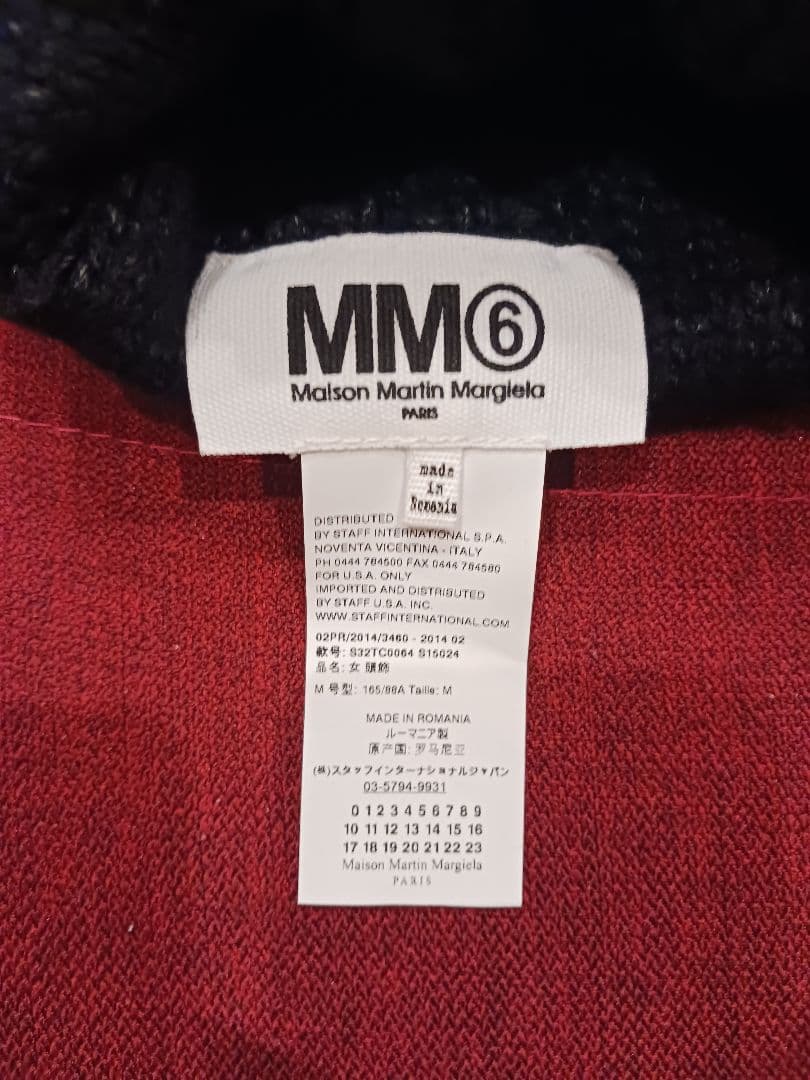 MM⑥
Maison Martin Margiela
PARIS
made
in
Romania
DISTRIBUTED
BY STAFF INTERNATIONAL S.P.A.
NOVENTA VICENTINA - ITALY
PH 0444 784500 FAX 0444 784580
FOR U.S.A. ONLY
IMPORTED AND DISTRIBUTED
BY STAFF U.S.A. INC.
WWW.STAFFINTERNATIONAL.COM
02PR/2014/3460 - 2014 02
款号: S32TC0064 S15024
品名: 女 頭飾
M 号型: 165/88A Taille: M
MADE IN ROMANIA
ルーマニア製
原产国: 罗马尼亚
(株)スタッフインターナショナルジャパン
03-5794-9931
0 1 2 3 4 5 6 7 8 9
10 11 12 13 14 15 16
17 18 19 20 21 22 23
Maison Martin Margiela
PARIS